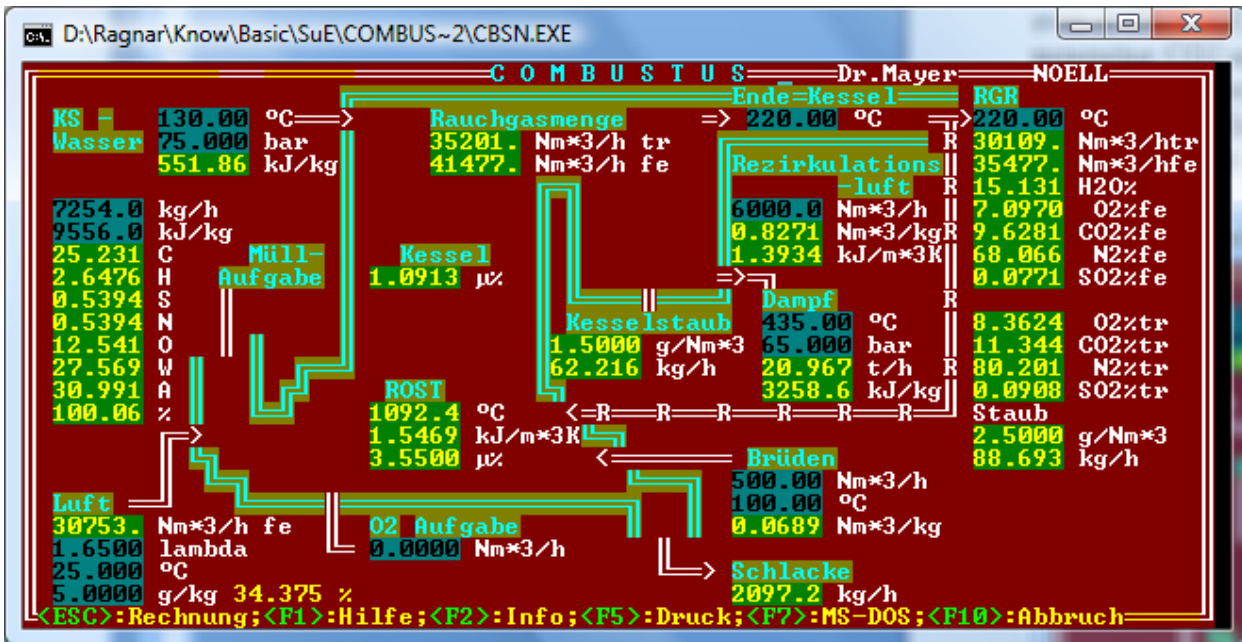 D:\Ragnar\Know\Basic\SuE\COMBUS~2\CBSN.EXE
C O M B U S T U S Dr.Mayer NOELL
Ende=Kessel RGR
KS - 130.00 ºC=> Rauchgasmenge => 220.00 ºC => 220.00 ºC
Wasser 75.000 bar 35201. Nm*3/h tr R 30109. Nm*3/htr
551.86 kJ/kg 41477. Nm*3/h fe Rezirkulations R 35477. Nm*3/hfe
-luft R 15.131 H2O%
7254.0 kg/h 6000.0 Nm*3/h 7.0970 O2%fe
9556.0 kJ/kg 0.8271 Nm*3/kg R 9.6281 CO2%fe
25.231 C Müll- Kessel 1.3934 kJ/m*3K 68.066 N2%fe
2.6476 H Aufgabe 1.0913 µ% => 0.0771 SO2%fe
0.5394 S Dampf R
0.5394 N Kesselstaub 435.00 ºC 8.3624 O2%tr
12.541 O 1.5000 g/Nm*3 65.000 bar 11.344 CO2%tr
27.569 W 62.216 kg/h 20.967 t/h R 80.201 N2%tr
30.991 A ROST 3258.6 kJ/kg 0.0908 SO2%tr
100.06 % 1092.4 ºC <=R=R=R=R=R=R= Staub
> 1.5469 kJ/m*3K 2.5000 g/Nm*3
3.5500 µ% <= Brüden 88.693 kg/h
500.00 Nm*3/h
Luft 100.00 ºC
30753. Nm*3/h fe O2 Aufgabe 0.0689 Nm*3/kg
1.6500 lambda 0.0000 Nm*3/h
25.000 ºC => Schlacke
5.0000 g/kg 34.375 % 2097.2 kg/h
<ESC>:Rechnung;<F1>:Hilfe;<F2>:Info;<F5>:Druck;<F7>:MS-DOS;<F10>:Abbruch